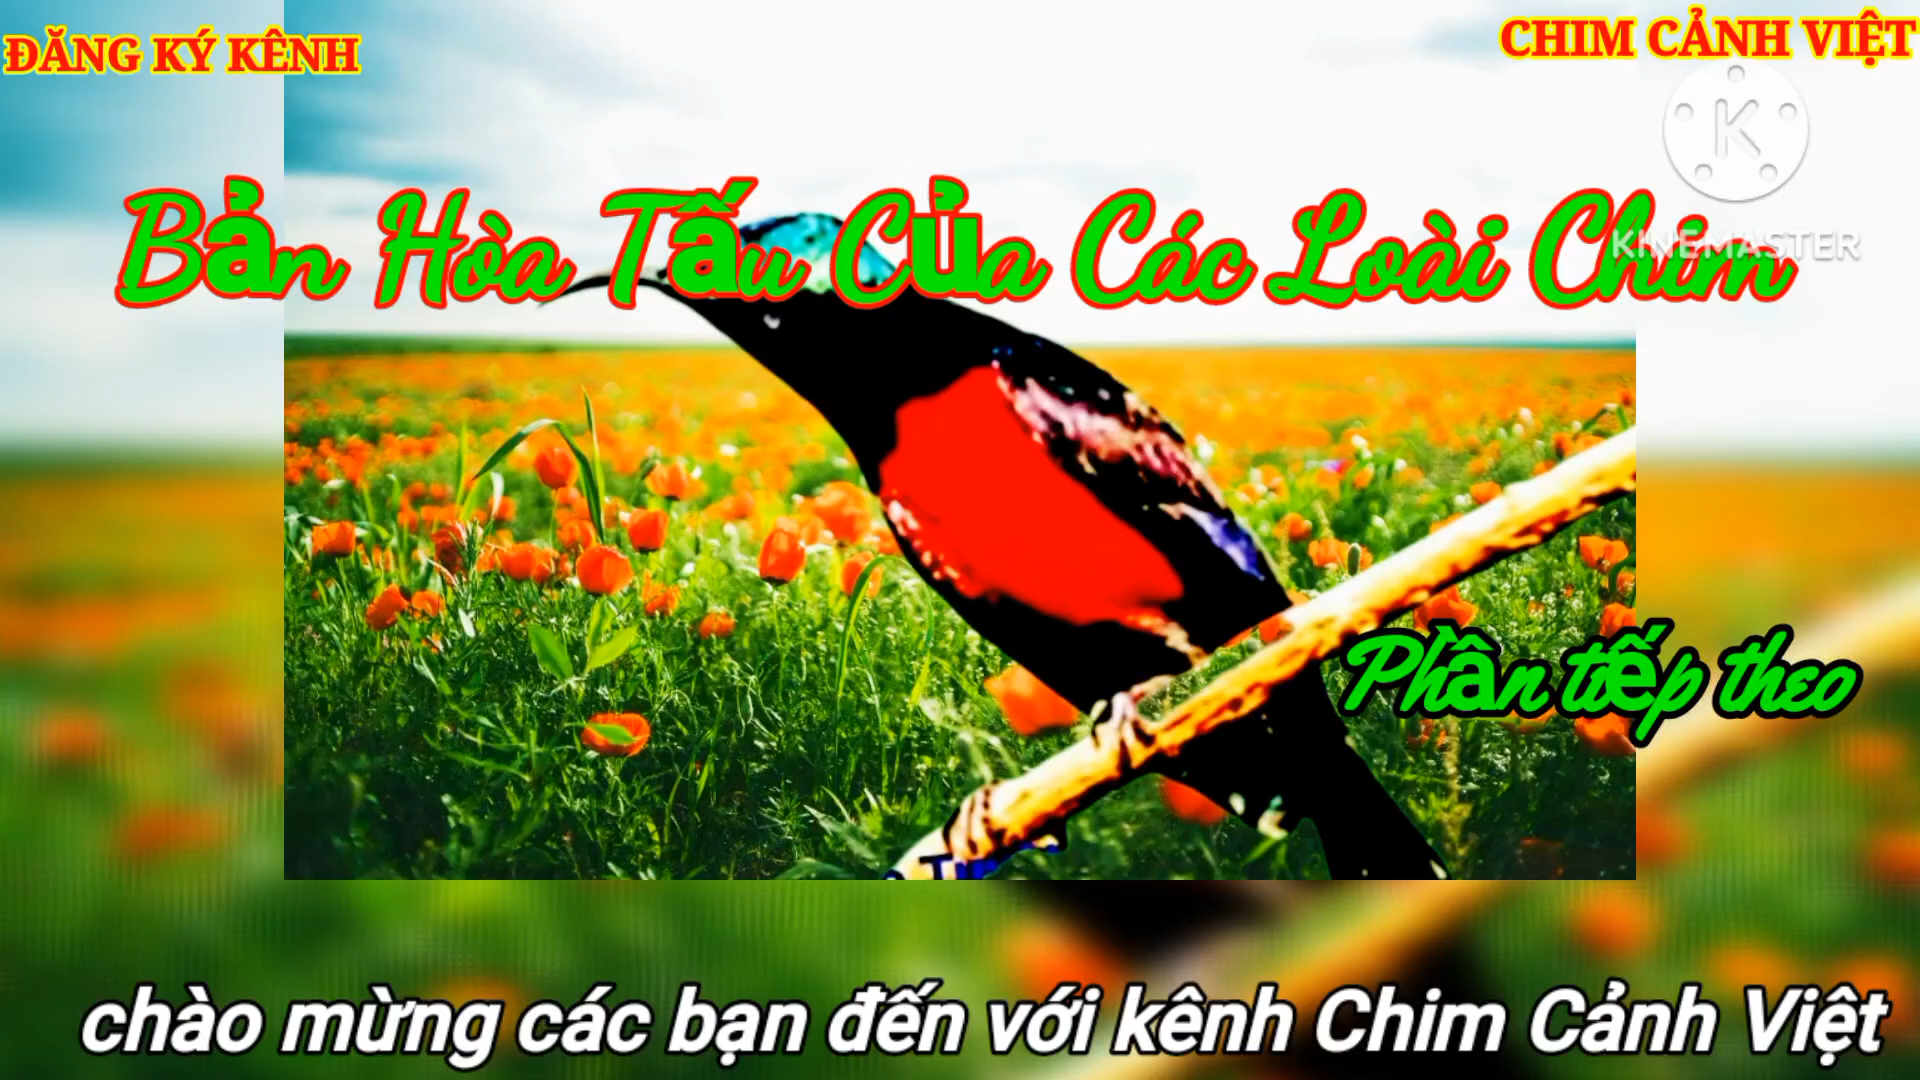 ĐĂNG KÝ KÊNH
CHIM CẢNH VIỆT
K
KINEMASTER
Bản Hòa Tấu Của Các Loài Chim
Phần tiếp theo
chào mừng các bạn đến với kênh Chim Cảnh Việt